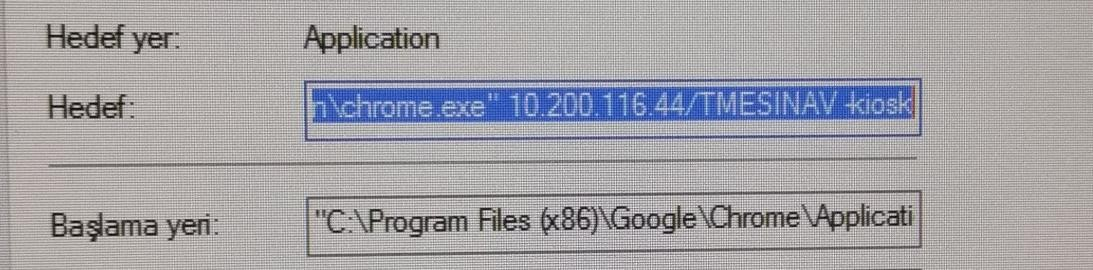 Hedef yer: Application
Hedef: n\chrome.exe" 10.200.116.44/TMESINAV -kiosk
Başlama yeri: "C:\Program Files (x86)\Google\Chrome\Applicati